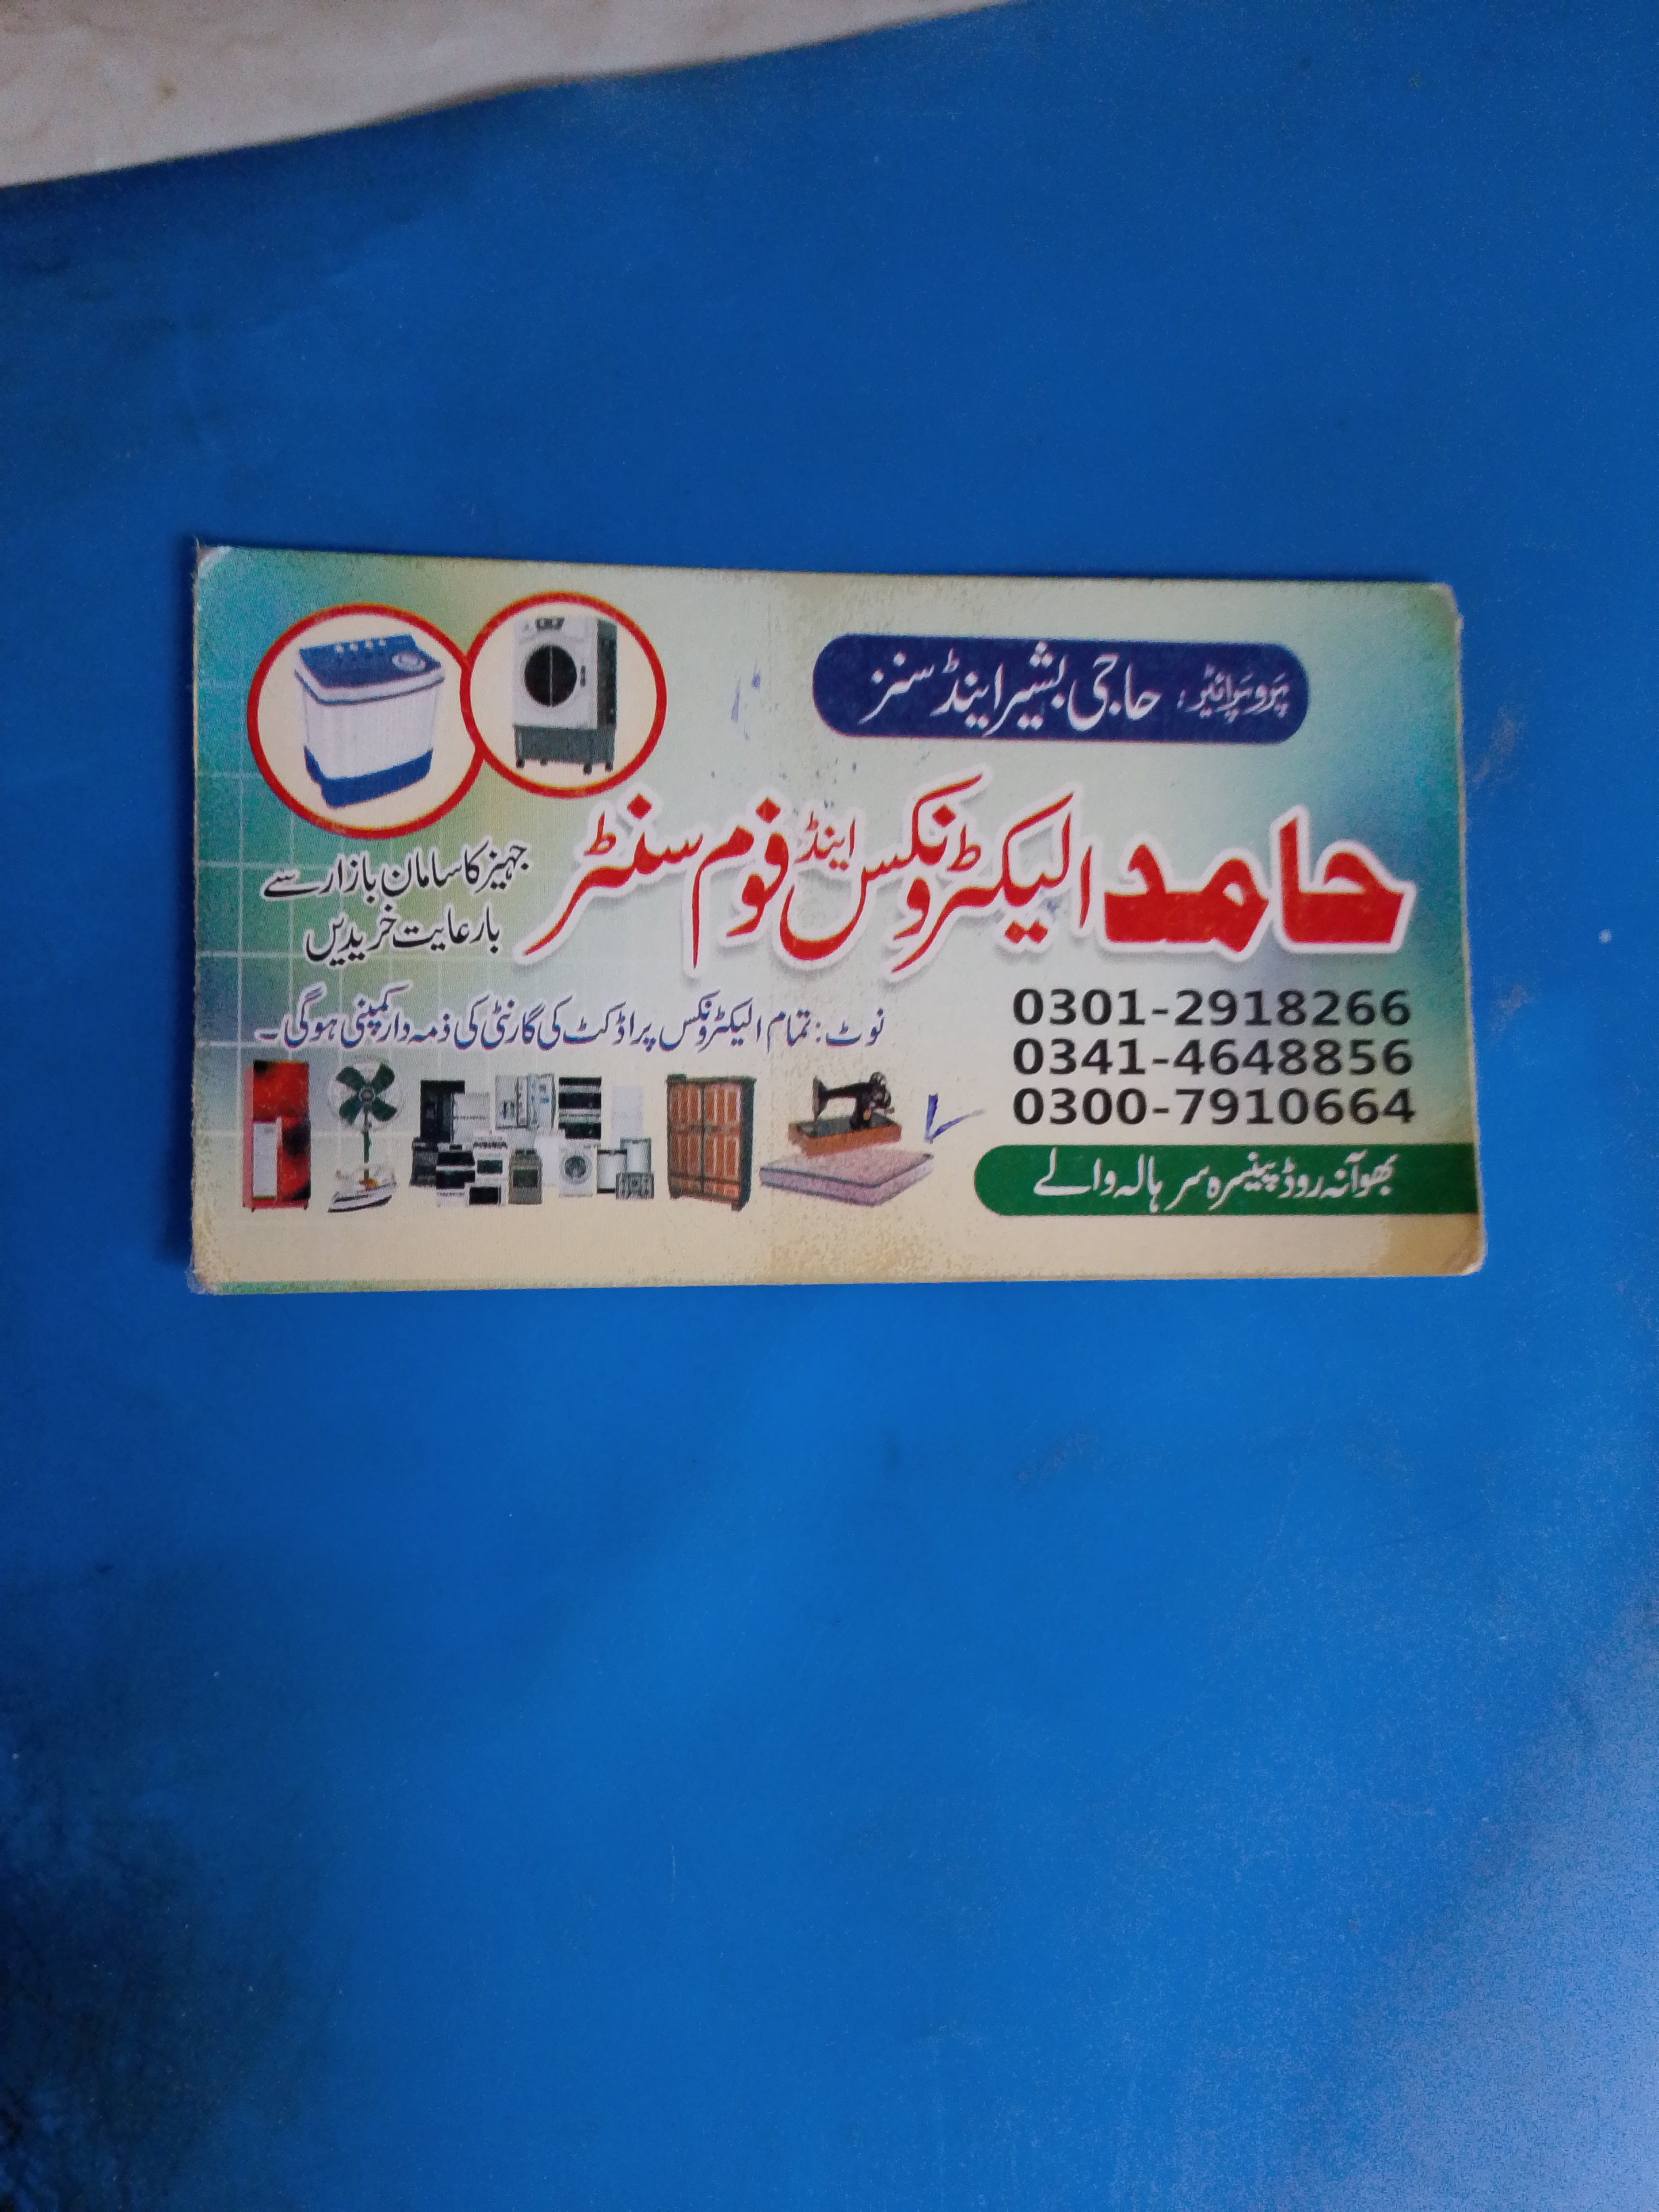 پروپرائیٹر: حاجی بشیر اینڈ سنز
حامد الیکٹرونکس اینڈ فوم سنٹر
جہیز کا سامان بازار سے
بارعایت خریدیں
نوٹ: تمام الیکٹرونکس پراڈکٹ کی گارنٹی کی ذمہ دار کمپنی ہوگی۔
0301-2918266
0341-4648856
0300-7910664
بھوآنہ روڈ پینسرہ سر ہالہ والے